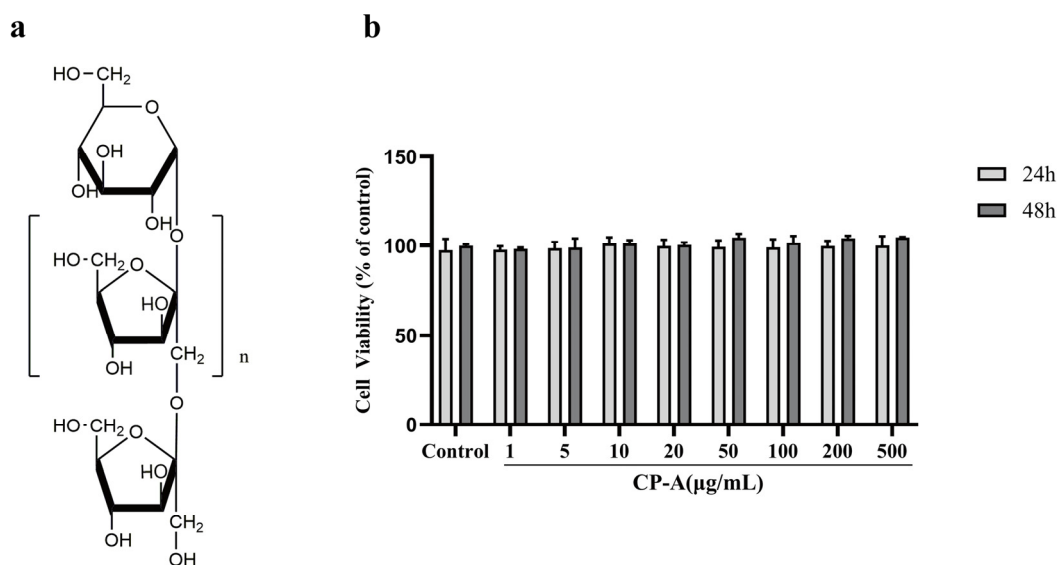 a
HO-CH2
O
OH
OH
OH
O
HO-CH2
O
HO
OH
CH2
n
O
HO-CH2
O
HO
OH
CH2
OH
b
150
100
50
0
Cell Viability (% of control)
Control 1 5 10 20 50 100 200 500
CP-A(μg/mL)
24h
48h